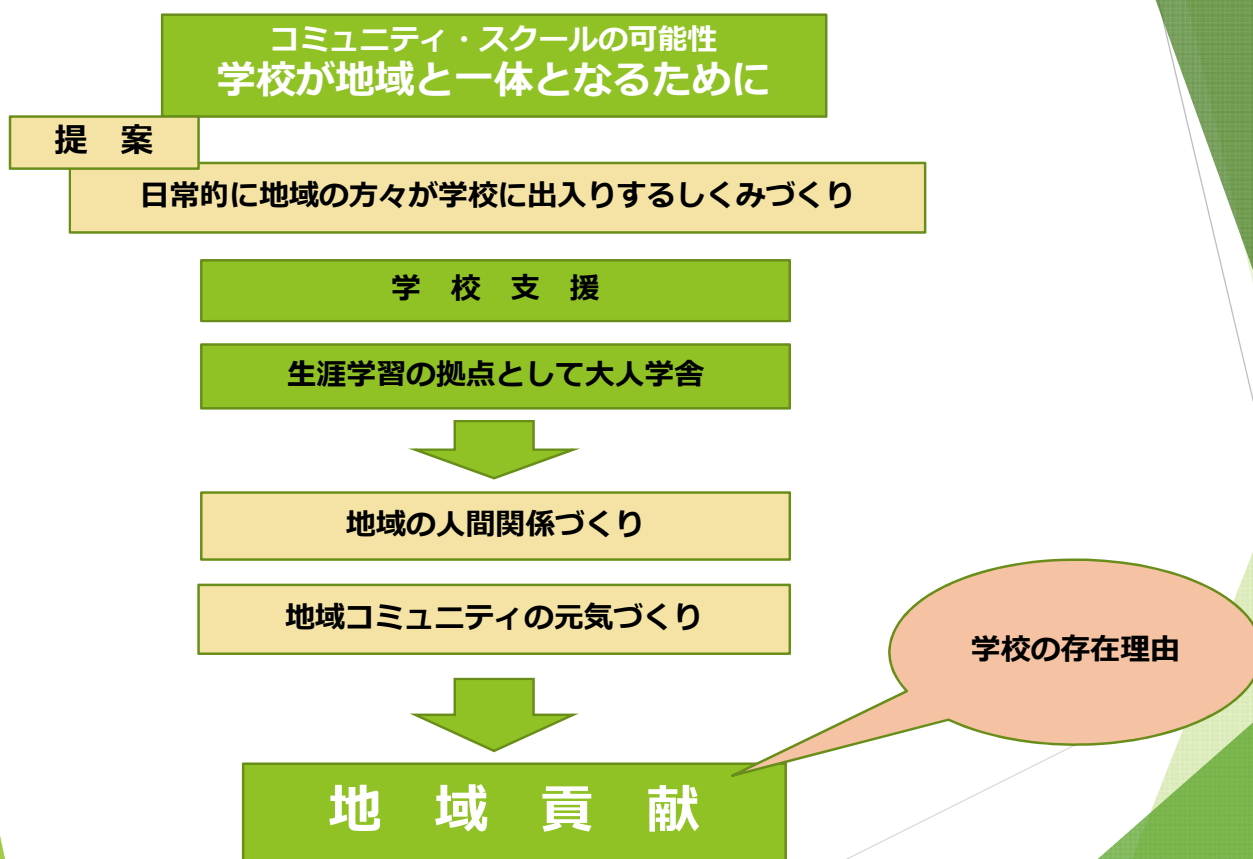 コミュニティ・スクールの可能性
学校が地域と一体となるために
提　案
日常的に地域の方々が学校に出入りするしくみづくり
学　校　支　援
生涯学習の拠点として大人学舎
地域の人間関係づくり
地域コミュニティの元気づくり
学校の存在理由
地　域　貢　献